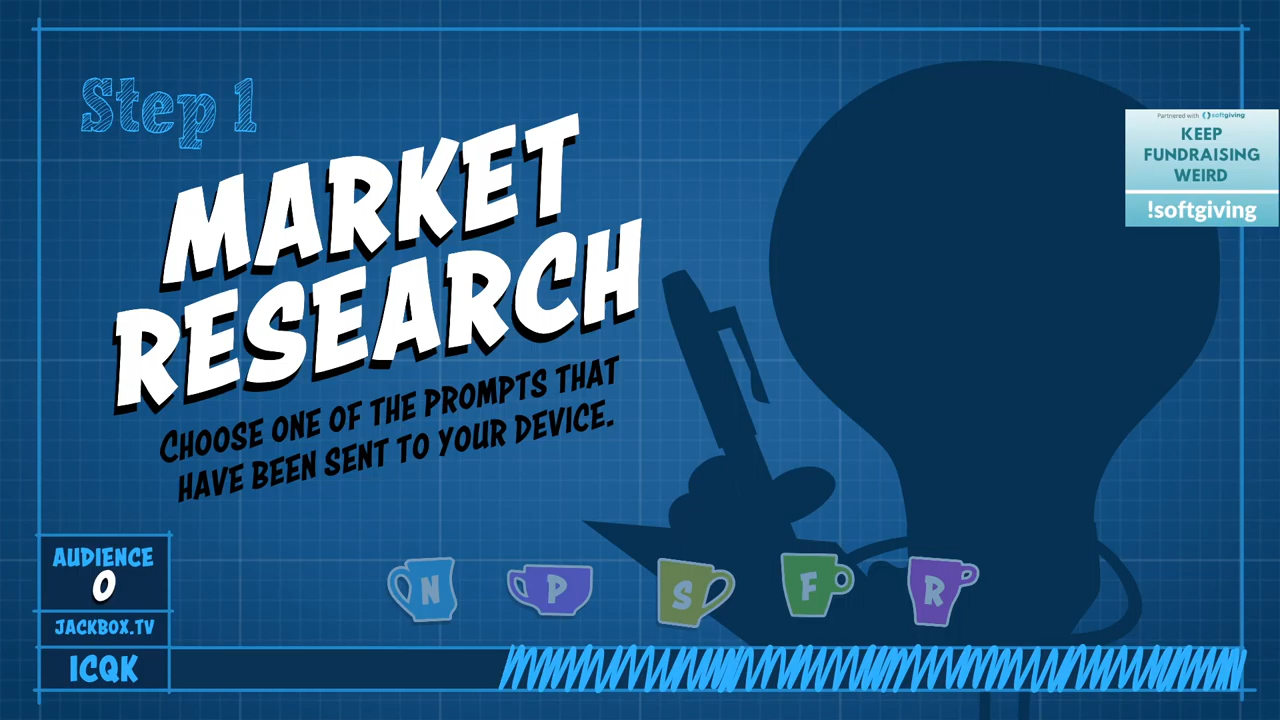 Step 1
MARKET
RESEARCH
CHOOSE ONE OF THE PROMPTS THAT
HAVE BEEN SENT TO YOUR DEVICE.
Partnered with softgiving
KEEP
FUNDRAISING
WEIRD
!softgiving
AUDIENCE
0
JACKBOX.TV
ICQK
N P S F R